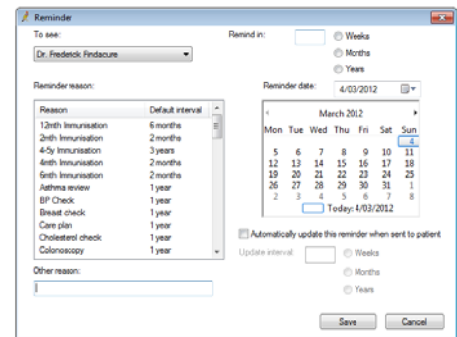 Reminder
To see:
Dr. Frederick Findacure
Remind in:
Weeks
Months
Years
Reminder reason:
Reason Default interval
12mth Immunisation 6 months
2mth Immunisation 2 months
4-5y Immunisation 3 years
4mth Immunisation 2 months
6mth Immunisation 2 months
Asthma review 1 year
BP Check 1 year
Breast check 1 year
Care plan 1 year
Cholesterol check 1 year
Colonoscopy 1 year
Other reason:
Reminder date: 4/03/2012
March 2012
Mon Tue Wed Thu Fri Sat Sun
4
5 6 7 8 9 10 11
12 13 14 15 16 17 18
19 20 21 22 23 24 25
26 27 28 29 30 31 1
2 3 4 5 6 7 8
Today: 4/03/2012
Automatically update this reminder when sent to patient
Update interval:
Weeks
Months
Years
Save Cancel